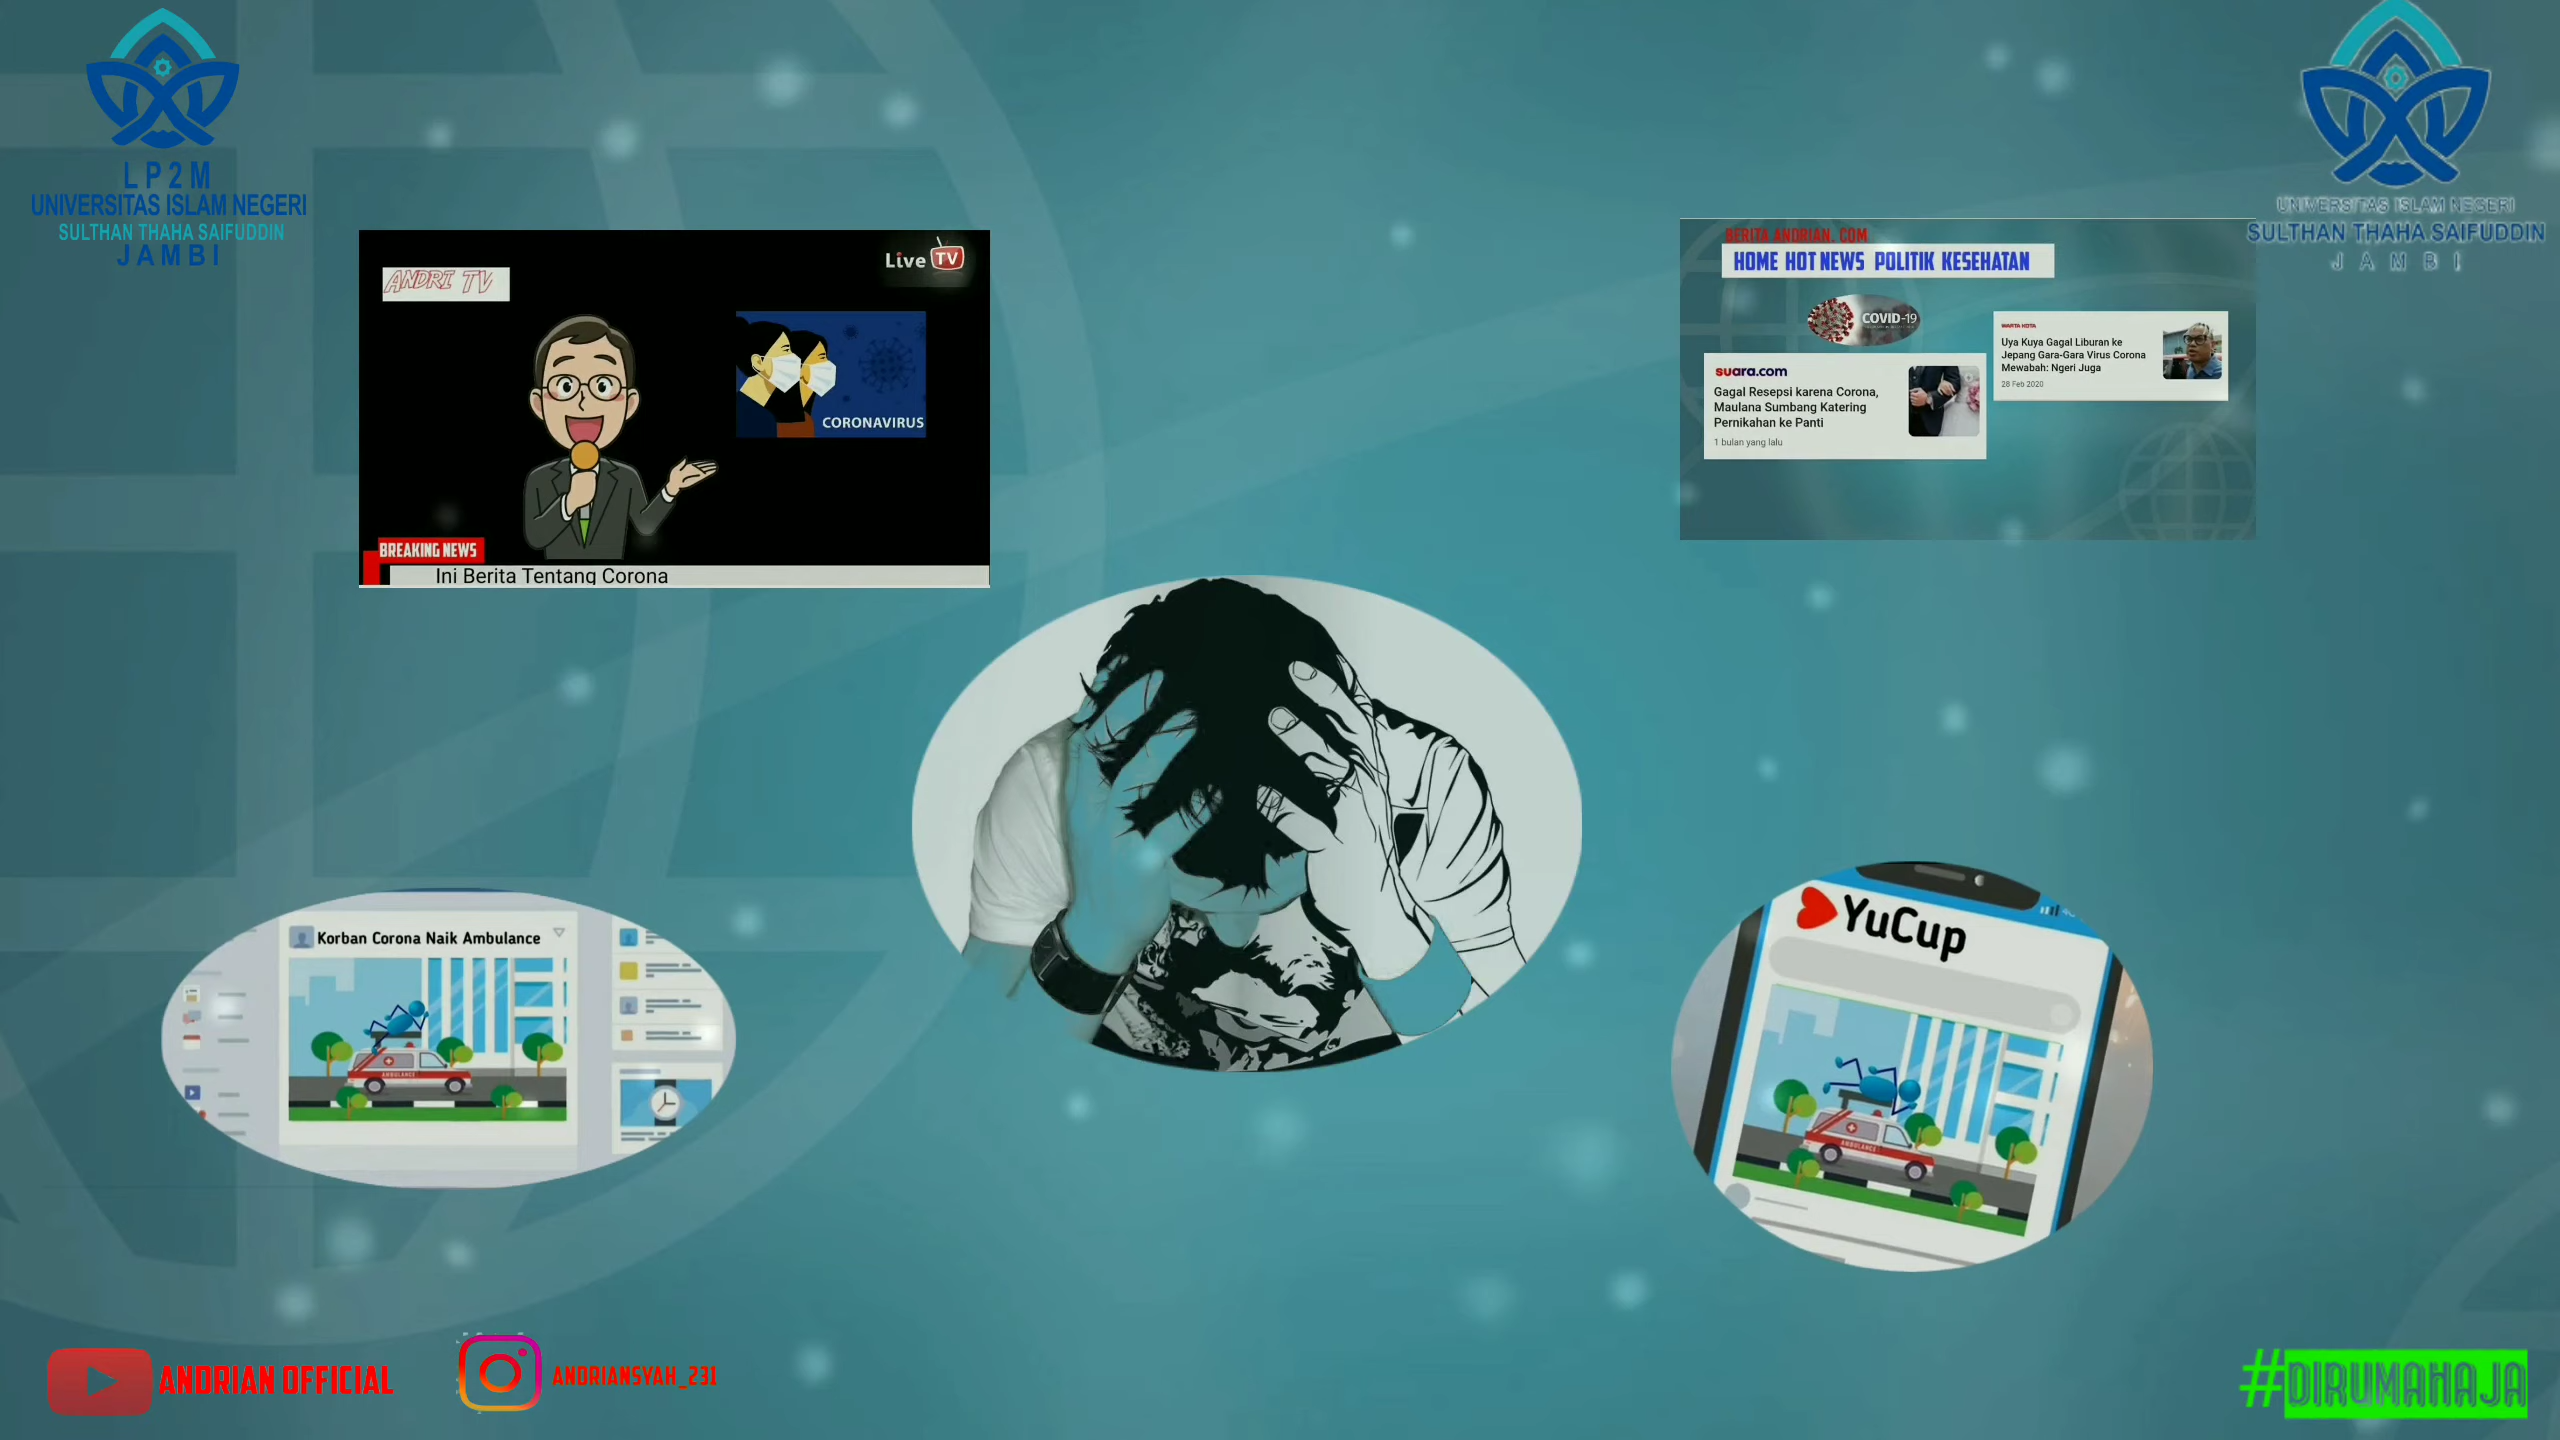 LP2M
UNIVERSITAS ISLAM NEGERI
SULTHAN THAHA SAIFUDDIN
JAMBI
UNIVERSITAS ISLAM NEGERI
SULTHAN THAHA SAIFUDDIN
JAMBI
ANDRI TV
Live TV
CORONAVIRUS
BREAKING NEWS
Ini Berita Tentang Corona
BERITA ANDRIAN. COM
HOME HOT NEWS POLITIK KESEHATAN
COVID-19
suara.com
Gagal Resepsi karena Corona,
Maulana Sumbang Katering
Pernikahan ke Panti
1 bulan yang lalu
WARTA KOTA
Uya Kuya Gagal Liburan ke
Jepang Gara-Gara Virus Corona
Mewabah: Ngeri Juga
28 Feb 2020
Korban Corona Naik Ambulance
AMBULANCE
YuCup
AMBULANCE
ANDRIAN OFFICIAL
ANDRIANSYAH_231
#DIRUMAHAJA